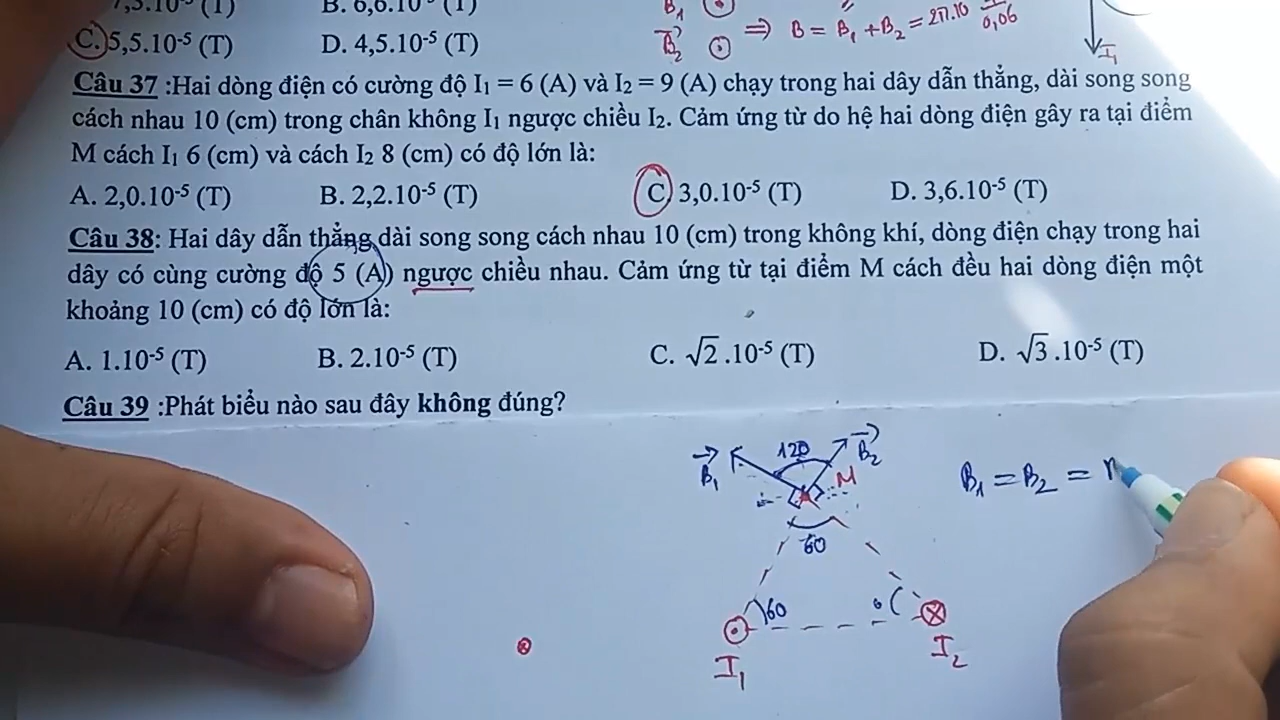 B. 6,6.10⁻⁵ (T)
C. 5,5.10⁻⁵ (T) D. 4,5.10⁻⁵ (T)
B₁ ⊙
B₂ ⊙ ⇒ B = B₁ + B₂ = 2π.10
0,06
I₁
Câu 37 :Hai dòng điện có cường độ I₁ = 6 (A) và I₂ = 9 (A) chạy trong hai dây dẫn thẳng, dài song song
cách nhau 10 (cm) trong chân không I₁ ngược chiều I₂. Cảm ứng từ do hệ hai dòng điện gây ra tại điểm
M cách I₁ 6 (cm) và cách I₂ 8 (cm) có độ lớn là:
A. 2,0.10⁻⁵ (T) B. 2,2.10⁻⁵ (T) C. 3,0.10⁻⁵ (T) D. 3,6.10⁻⁵ (T)
Câu 38: Hai dây dẫn thẳng dài song song cách nhau 10 (cm) trong không khí, dòng điện chạy trong hai
dây có cùng cường độ 5 (A) ngược chiều nhau. Cảm ứng từ tại điểm M cách đều hai dòng điện một
khoảng 10 (cm) có độ lớn là:
A. 1.10⁻⁵ (T) B. 2.10⁻⁵ (T) C. √2.10⁻⁵ (T) D. √3.10⁻⁵ (T)
Câu 39 :Phát biểu nào sau đây không đúng?
B₁ 120 B₂
M
B₁ = B₂ =
60
60
I₁ I₂